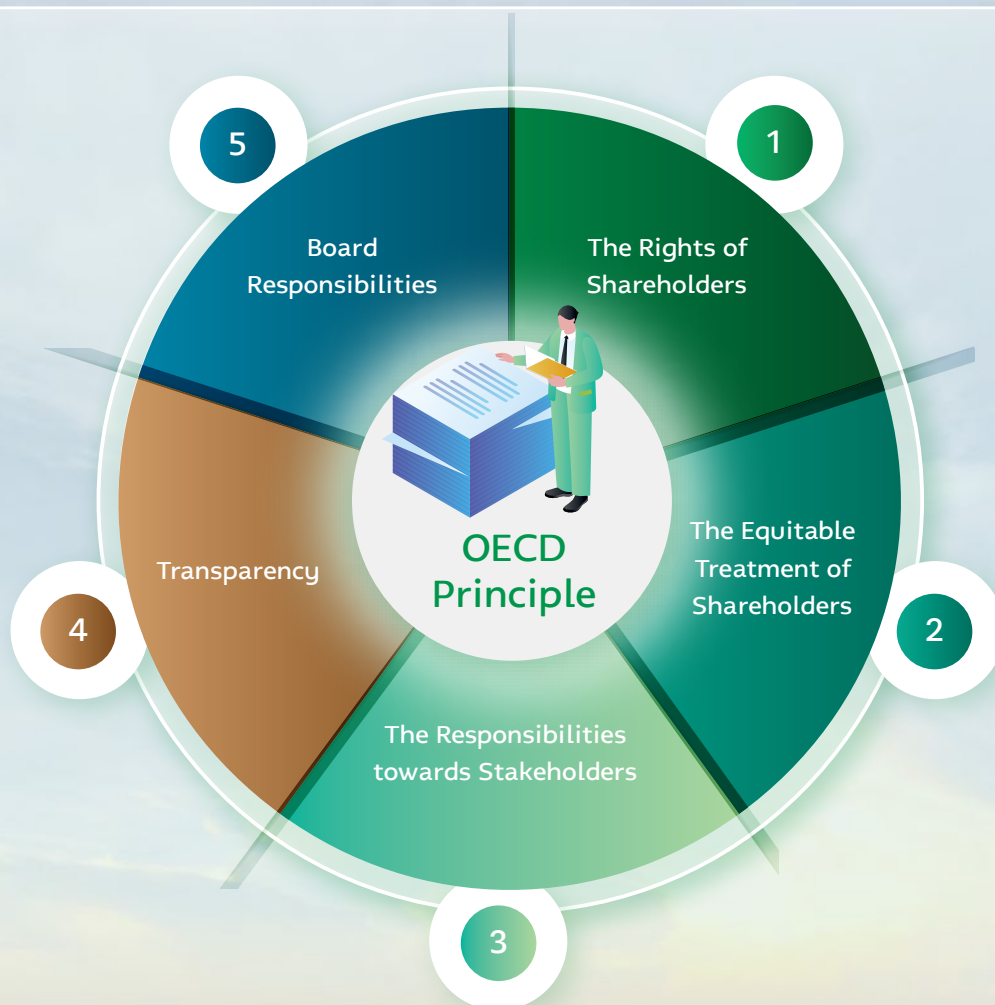 OECD
Principle
1
The Rights of
Shareholders
2
The Equitable
Treatment of
Shareholders
3
The Responsibilities
towards Stakeholders
4
Transparency
5
Board
Responsibilities